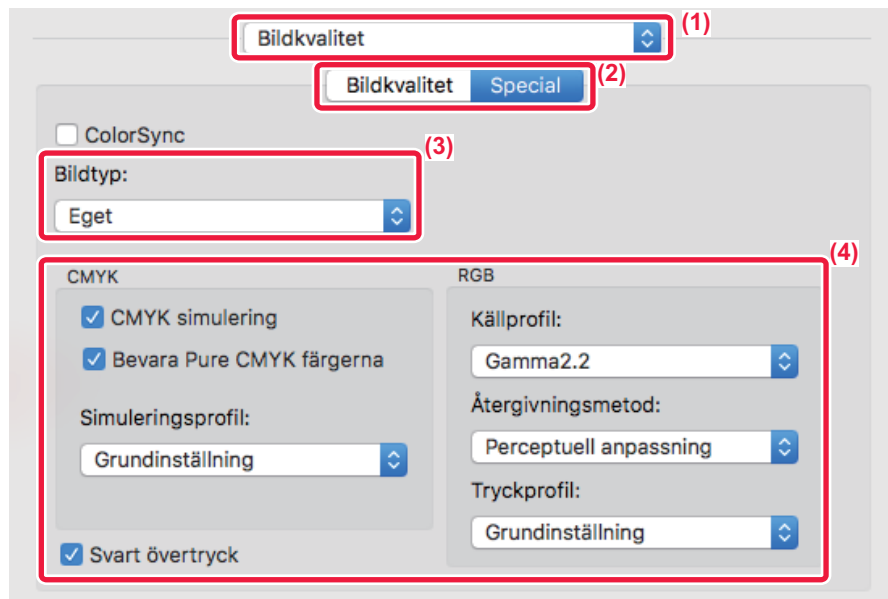 Bildkvalitet
(1)
Bildkvalitet Special
(2)
ColorSync
(3)
Bildtyp:
Eget
(4)
CMYK
CMYK simulering
Bevara Pure CMYK färgerna
Simuleringsprofil:
Grundinställning
Svart övertryck
RGB
Källprofil:
Gamma2.2
Återgivningsmetod:
Perceptuell anpassning
Tryckprofil:
Grundinställning